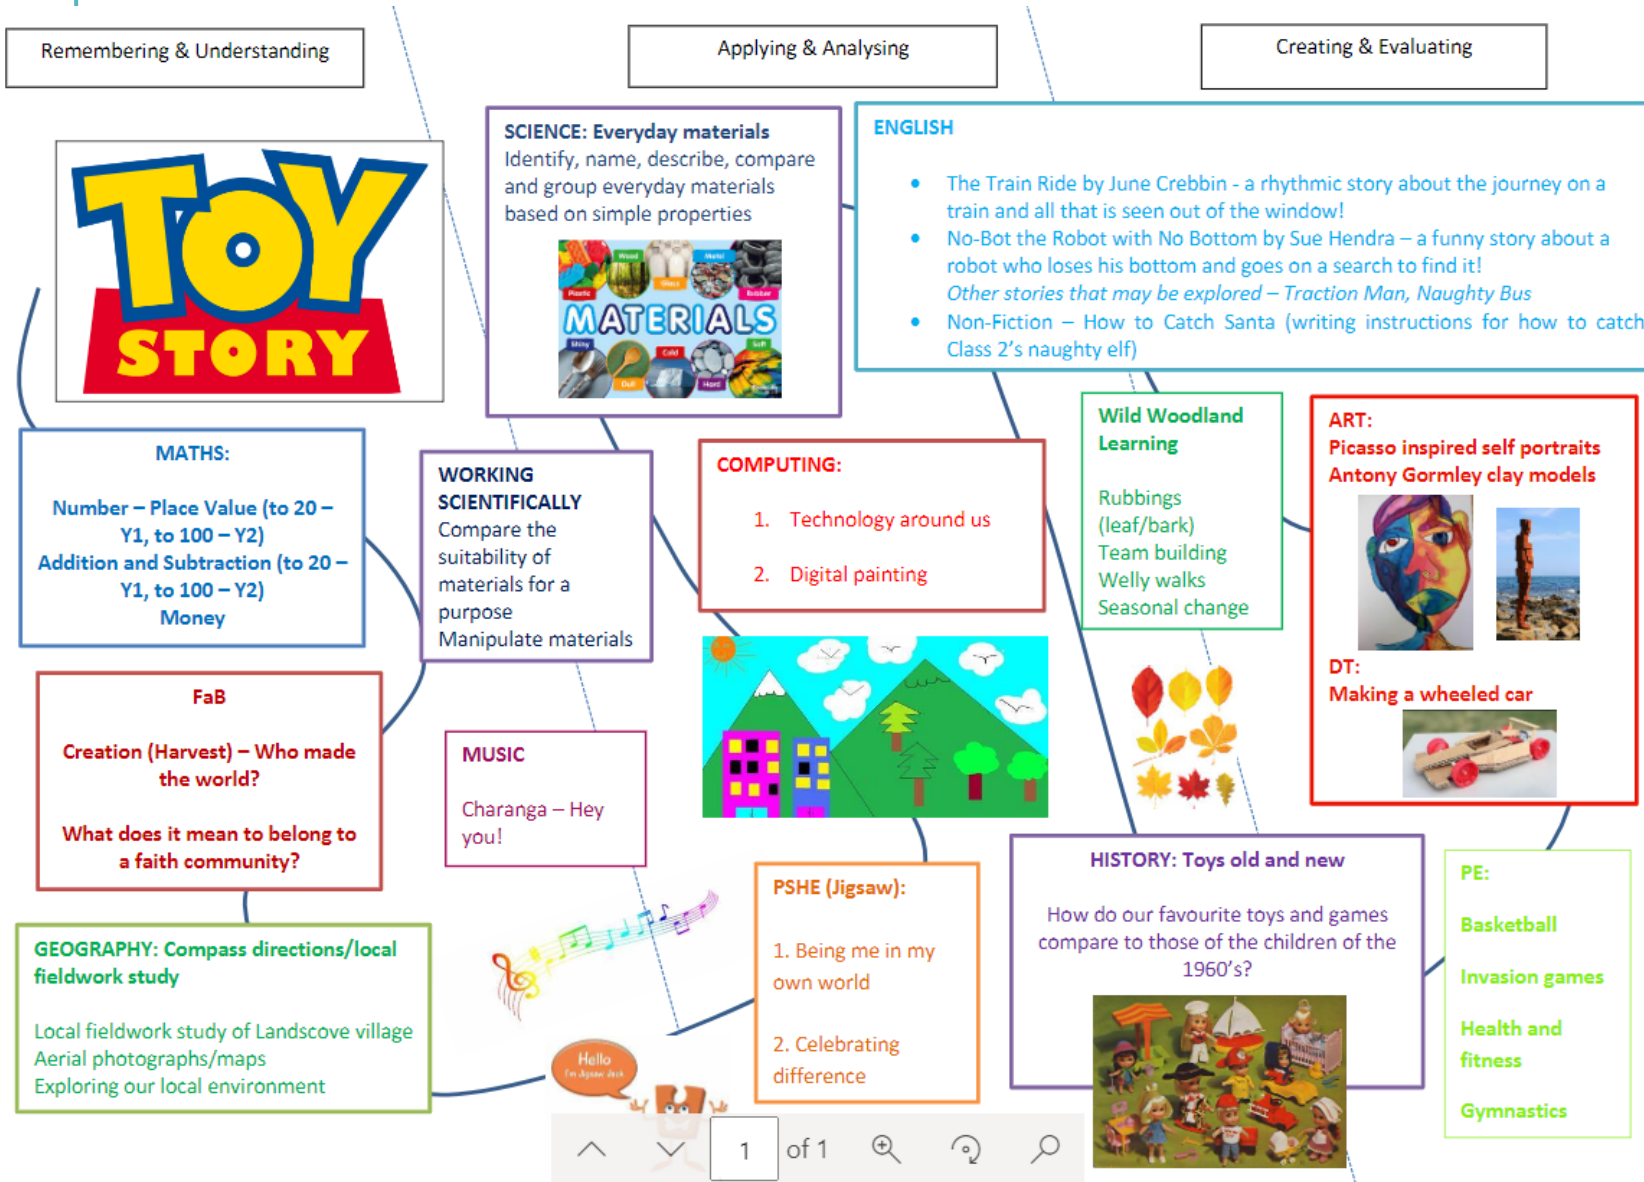 Remembering & Understanding
Applying & Analysing
Creating & Evaluating
TOY
STORY
SCIENCE: Everyday materials
Identify, name, describe, compare
and group everyday materials
based on simple properties
Wood
Metal
Plastic
Glass
Rubber
MATERIALS
Shiny
Cold
Soft
Dull
Hard
ENGLISH
• The Train Ride by June Crebbin - a rhythmic story about the journey on a
train and all that is seen out of the window!
• No-Bot the Robot with No Bottom by Sue Hendra – a funny story about a
robot who loses his bottom and goes on a search to find it!
Other stories that may be explored – Traction Man, Naughty Bus
• Non-Fiction – How to Catch Santa (writing instructions for how to catch
Class 2's naughty elf)
MATHS:
Number – Place Value (to 20 –
Y1, to 100 – Y2)
Addition and Subtraction (to 20 –
Y1, to 100 – Y2)
Money
WORKING
SCIENTIFICALLY
Compare the
suitability of
materials for a
purpose
Manipulate materials
COMPUTING:
1. Technology around us
2. Digital painting
Wild Woodland
Learning
Rubbings
(leaf/bark)
Team building
Welly walks
Seasonal change
ART:
Picasso inspired self portraits
Antony Gormley clay models
DT:
Making a wheeled car
FaB
Creation (Harvest) – Who made
the world?
What does it mean to belong to
a faith community?
MUSIC
Charanga – Hey
you!
GEOGRAPHY: Compass directions/local
fieldwork study
Local fieldwork study of Landscove village
Aerial photographs/maps
Exploring our local environment
PSHE (Jigsaw):
1. Being me in my
own world
2. Celebrating
difference
Hello
I'm Jigsaw Jack
HISTORY: Toys old and new
How do our favourite toys and games
compare to those of the children of the
1960's?
PE:
Basketball
Invasion games
Health and
fitness
Gymnastics
1 of 1